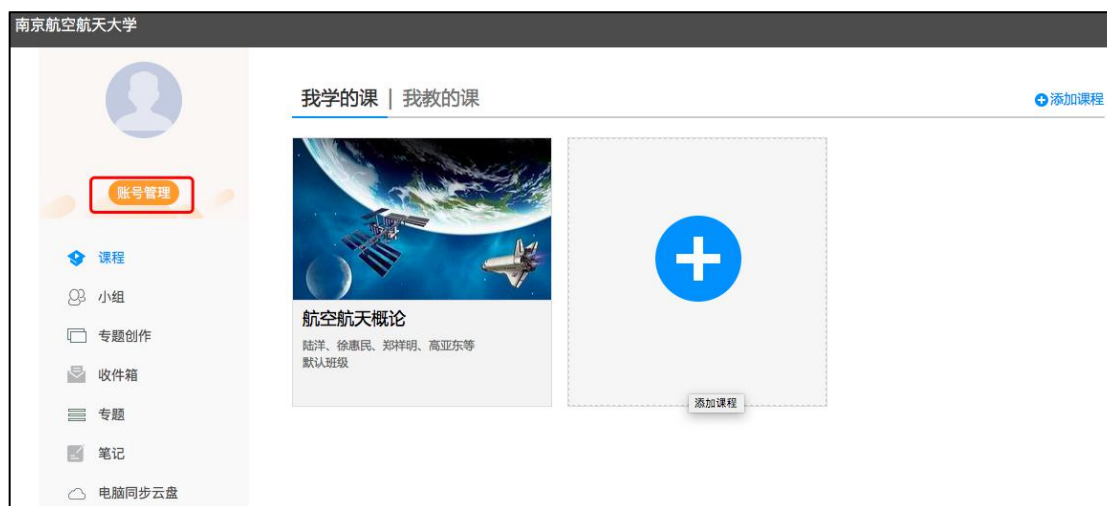 南京航空航天大学
账号管理
课程
小组
专题创作
收件箱
专题
笔记
电脑同步云盘
我学的课 | 我教的课
添加课程
航空航天概论
陆洋、徐惠民、郑祥明、高亚东等
默认班级
添加课程